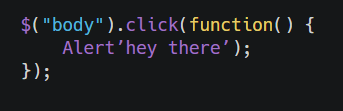 $("body").click(function() {
Alert’hey there’);
});